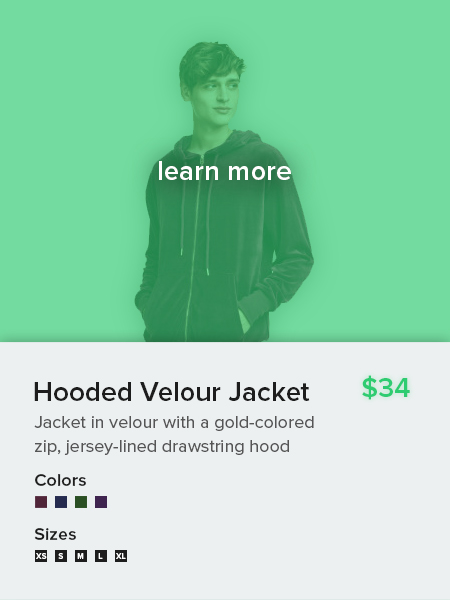 learn more
Hooded Velour Jacket
$34
Jacket in velour with a gold-colored
zip, jersey-lined drawstring hood
Colors
Sizes
XS S M L XL